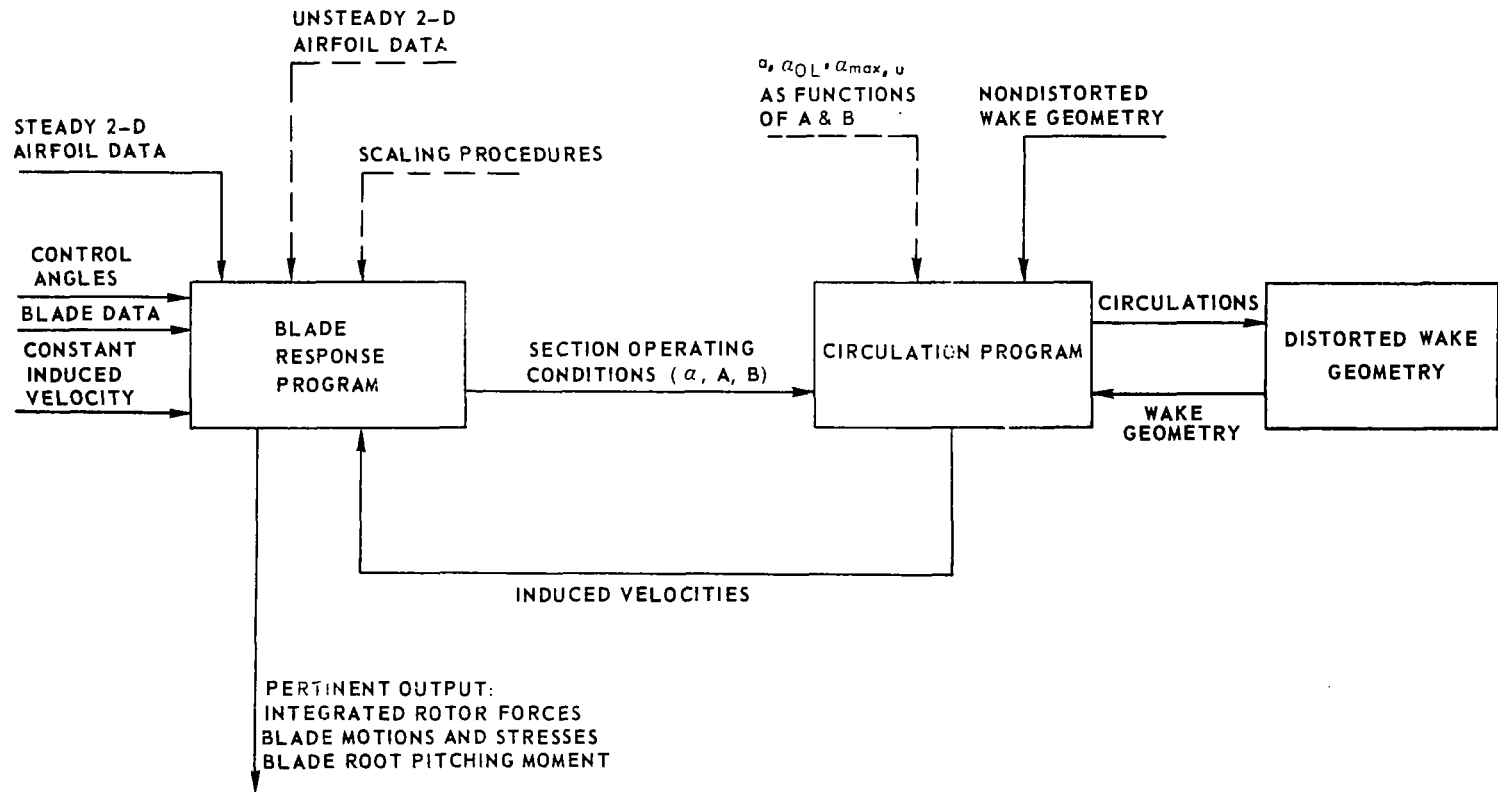 UNSTEADY 2-D
AIRFOIL DATA
a, αOL, αmax, u
AS FUNCTIONS
OF A & B
NONDISTORTED
WAKE GEOMETRY
STEADY 2-D
AIRFOIL DATA
SCALING PROCEDURES
CONTROL
ANGLES
BLADE DATA
CONSTANT
INDUCED
VELOCITY
BLADE
RESPONSE
PROGRAM
SECTION OPERATING
CONDITIONS (α, A, B)
CIRCULATION PROGRAM
CIRCULATIONS
WAKE
GEOMETRY
DISTORTED WAKE
GEOMETRY
INDUCED VELOCITIES
PERTINENT OUTPUT:
INTEGRATED ROTOR FORCES
BLADE MOTIONS AND STRESSES
BLADE ROOT PITCHING MOMENT